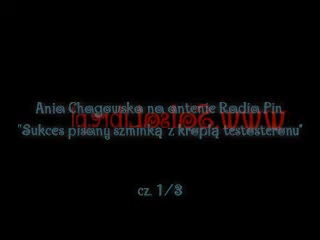 Ania Chagowska na antenie Radia Pin
"Sukces pisany szminką z kroplą testosteronu"
cz. 1/3